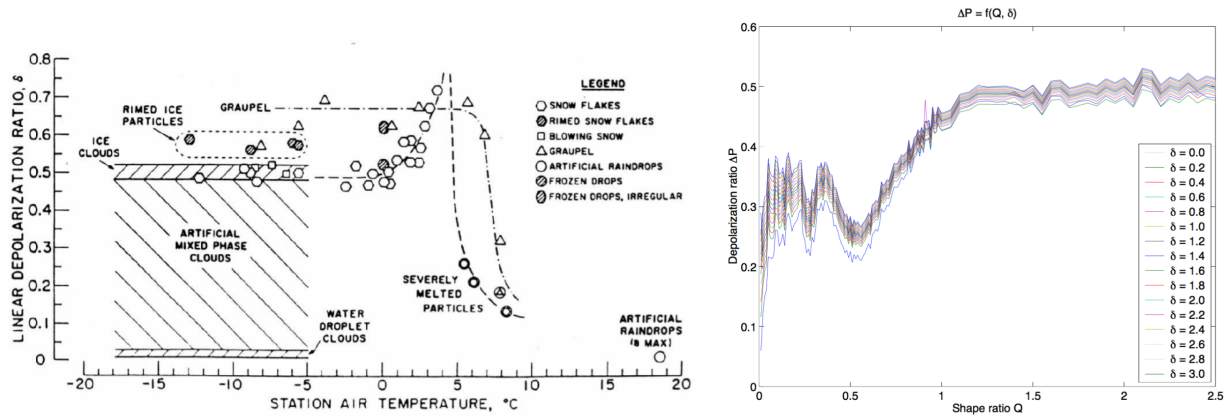 0.8
0.7
0.6
0.5
0.4
0.3
0.2
0.1
0
LINEAR DEPOLARIZATION RATIO, δ
RIMED ICE
PARTICLES
ICE
CLOUDS
GRAUPEL
ARTIFICIAL
MIXED PHASE
CLOUDS
WATER
DROPLET
CLOUDS
SEVERELY
MELTED
PARTICLES
ARTIFICIAL
RAINDROPS
(δ MAX)
LEGEND
SNOW FLAKES
RIMED SNOW FLAKES
BLOWING SNOW
GRAUPEL
ARTIFICIAL RAINDROPS
FROZEN DROPS
FROZEN DROPS, IRREGULAR
-20 -15 -10 -5 0 5 10 15 20
STATION AIR TEMPERATURE, °C
ΔP = f(Q, δ)
0.6
0.5
0.4
0.3
0.2
0.1
0
Depolarization ratio ΔP
0 0.5 1 1.5 2 2.5
Shape ratio Q
δ = 0.0
δ = 0.2
δ = 0.4
δ = 0.6
δ = 0.8
δ = 1.0
δ = 1.2
δ = 1.4
δ = 1.6
δ = 1.8
δ = 2.0
δ = 2.2
δ = 2.4
δ = 2.6
δ = 2.8
δ = 3.0